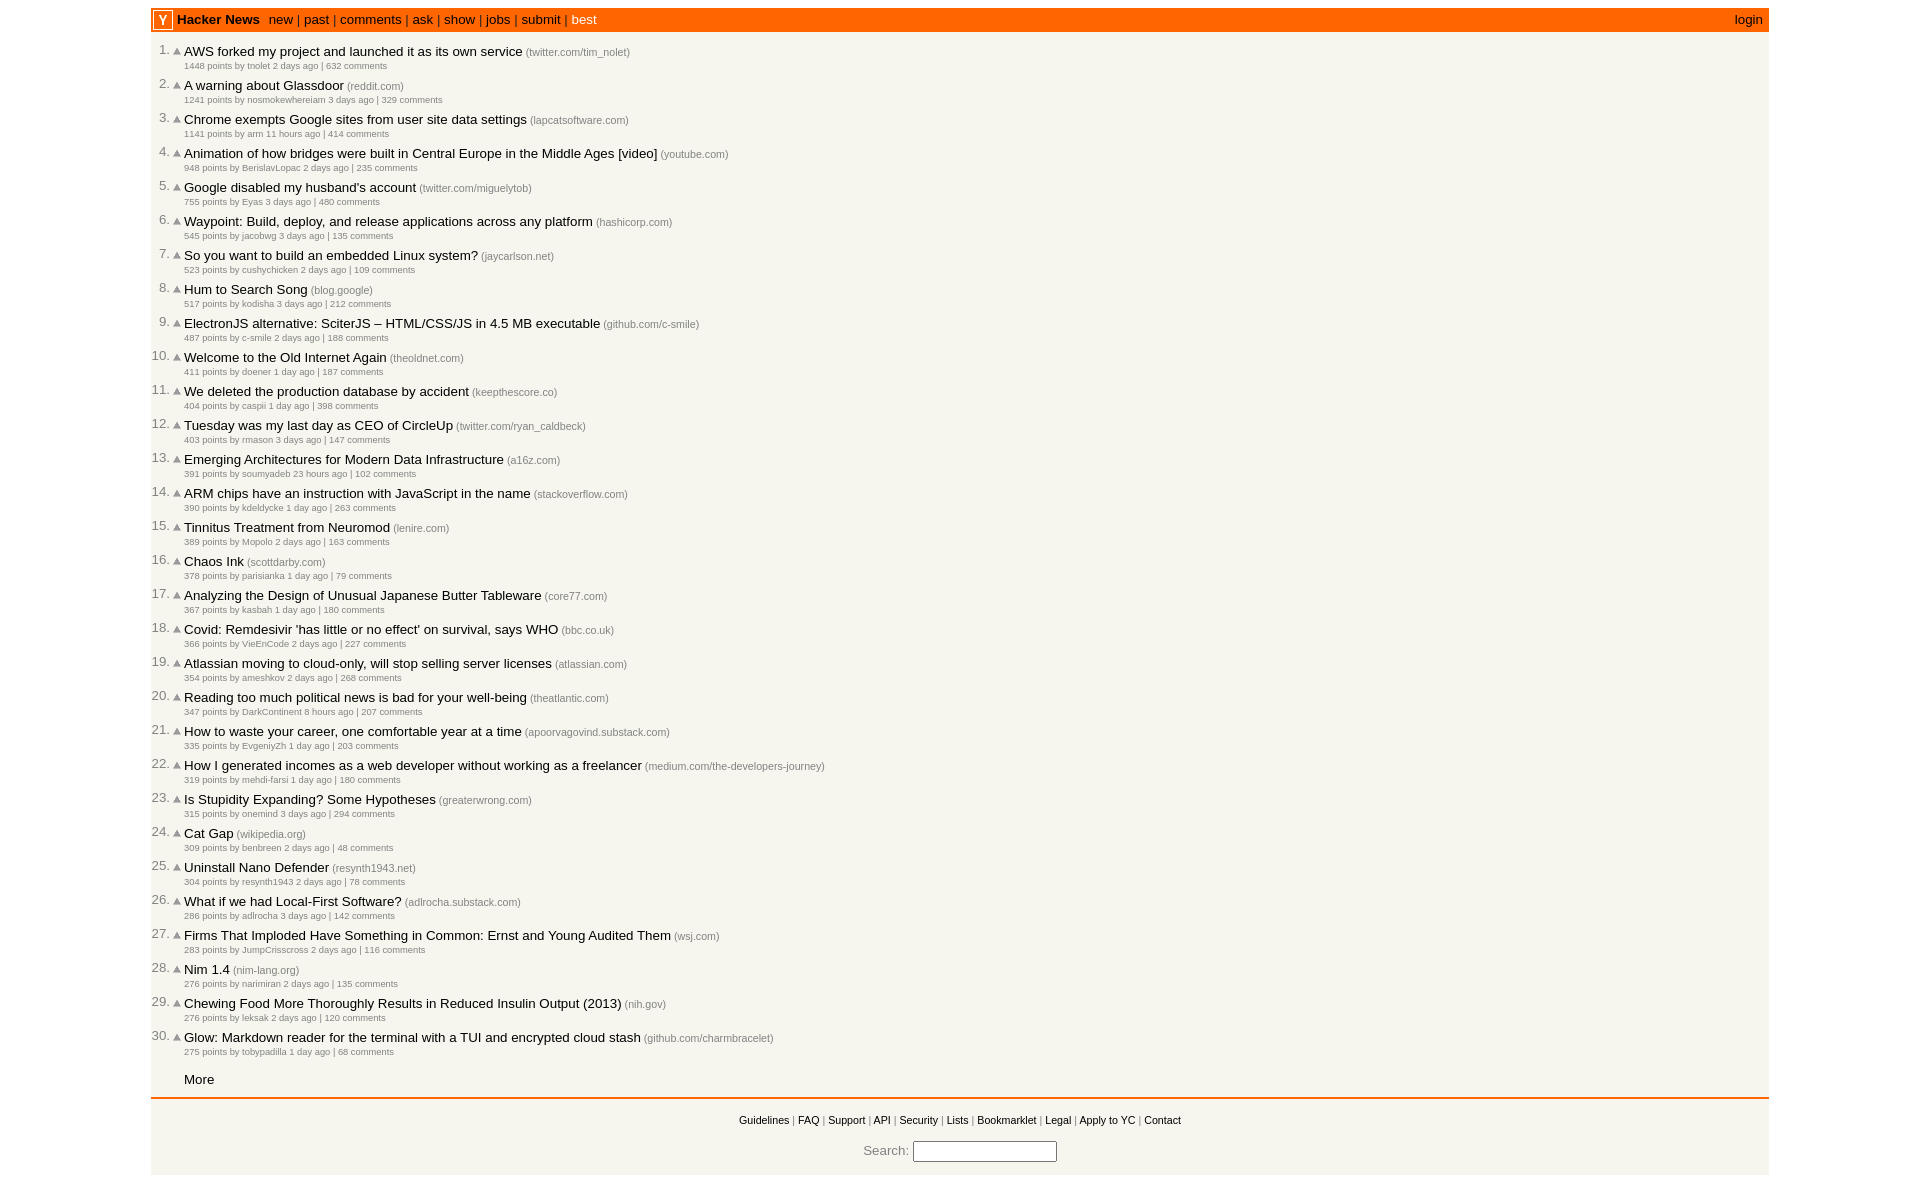 Y Hacker News new | past | comments | ask | show | jobs | submit | best login
1. AWS forked my project and launched it as its own service (twitter.com/tim_nolet)
1448 points by tnolet 2 days ago | 632 comments
2. A warning about Glassdoor (reddit.com)
1241 points by nosmokewhereiam 3 days ago | 329 comments
3. Chrome exempts Google sites from user site data settings (lapcatsoftware.com)
1141 points by arm 11 hours ago | 414 comments
4. Animation of how bridges were built in Central Europe in the Middle Ages [video] (youtube.com)
948 points by BerislavLopac 2 days ago | 235 comments
5. Google disabled my husband's account (twitter.com/miguelytob)
755 points by Eyas 3 days ago | 480 comments
6. Waypoint: Build, deploy, and release applications across any platform (hashicorp.com)
545 points by jacobwg 3 days ago | 135 comments
7. So you want to build an embedded Linux system? (jaycarlson.net)
523 points by cushychicken 2 days ago | 109 comments
8. Hum to Search Song (blog.google)
517 points by kodisha 3 days ago | 212 comments
9. ElectronJS alternative: SciterJS – HTML/CSS/JS in 4.5 MB executable (github.com/c-smile)
487 points by c-smile 2 days ago | 188 comments
10. Welcome to the Old Internet Again (theoldnet.com)
411 points by doener 1 day ago | 187 comments
11. We deleted the production database by accident (keepthescore.co)
404 points by caspii 1 day ago | 398 comments
12. Tuesday was my last day as CEO of CircleUp (twitter.com/ryan_caldbeck)
403 points by rmason 3 days ago | 147 comments
13. Emerging Architectures for Modern Data Infrastructure (a16z.com)
391 points by soumyadeb 23 hours ago | 102 comments
14. ARM chips have an instruction with JavaScript in the name (stackoverflow.com)
390 points by kdeldycke 1 day ago | 263 comments
15. Tinnitus Treatment from Neuromod (lenire.com)
389 points by Mopolo 2 days ago | 163 comments
16. Chaos Ink (scottdarby.com)
378 points by parisianka 1 day ago | 79 comments
17. Analyzing the Design of Unusual Japanese Butter Tableware (core77.com)
367 points by kasbah 1 day ago | 180 comments
18. Covid: Remdesivir 'has little or no effect' on survival, says WHO (bbc.co.uk)
366 points by VieEnCode 2 days ago | 227 comments
19. Atlassian moving to cloud-only, will stop selling server licenses (atlassian.com)
354 points by ameshkov 2 days ago | 268 comments
20. Reading too much political news is bad for your well-being (theatlantic.com)
347 points by DarkContinent 8 hours ago | 207 comments
21. How to waste your career, one comfortable year at a time (apoorvagovind.substack.com)
335 points by EvgeniyZh 1 day ago | 203 comments
22. How I generated incomes as a web developer without working as a freelancer (medium.com/the-developers-journey)
319 points by mehdi-farsi 1 day ago | 180 comments
23. Is Stupidity Expanding? Some Hypotheses (greaterwrong.com)
315 points by onemind 3 days ago | 294 comments
24. Cat Gap (wikipedia.org)
309 points by benbreen 2 days ago | 48 comments
25. Uninstall Nano Defender (resynth1943.net)
304 points by resynth1943 2 days ago | 78 comments
26. What if we had Local-First Software? (adlrocha.substack.com)
286 points by adlrocha 3 days ago | 142 comments
27. Firms That Imploded Have Something in Common: Ernst and Young Audited Them (wsj.com)
283 points by JumpCrisscross 2 days ago | 116 comments
28. Nim 1.4 (nim-lang.org)
276 points by narimiran 2 days ago | 135 comments
29. Chewing Food More Thoroughly Results in Reduced Insulin Output (2013) (nih.gov)
276 points by leksak 2 days ago | 120 comments
30. Glow: Markdown reader for the terminal with a TUI and encrypted cloud stash (github.com/charmbracelet)
275 points by tobypadilla 1 day ago | 68 comments
More
Guidelines | FAQ | Support | API | Security | Lists | Bookmarklet | Legal | Apply to YC | Contact
Search: